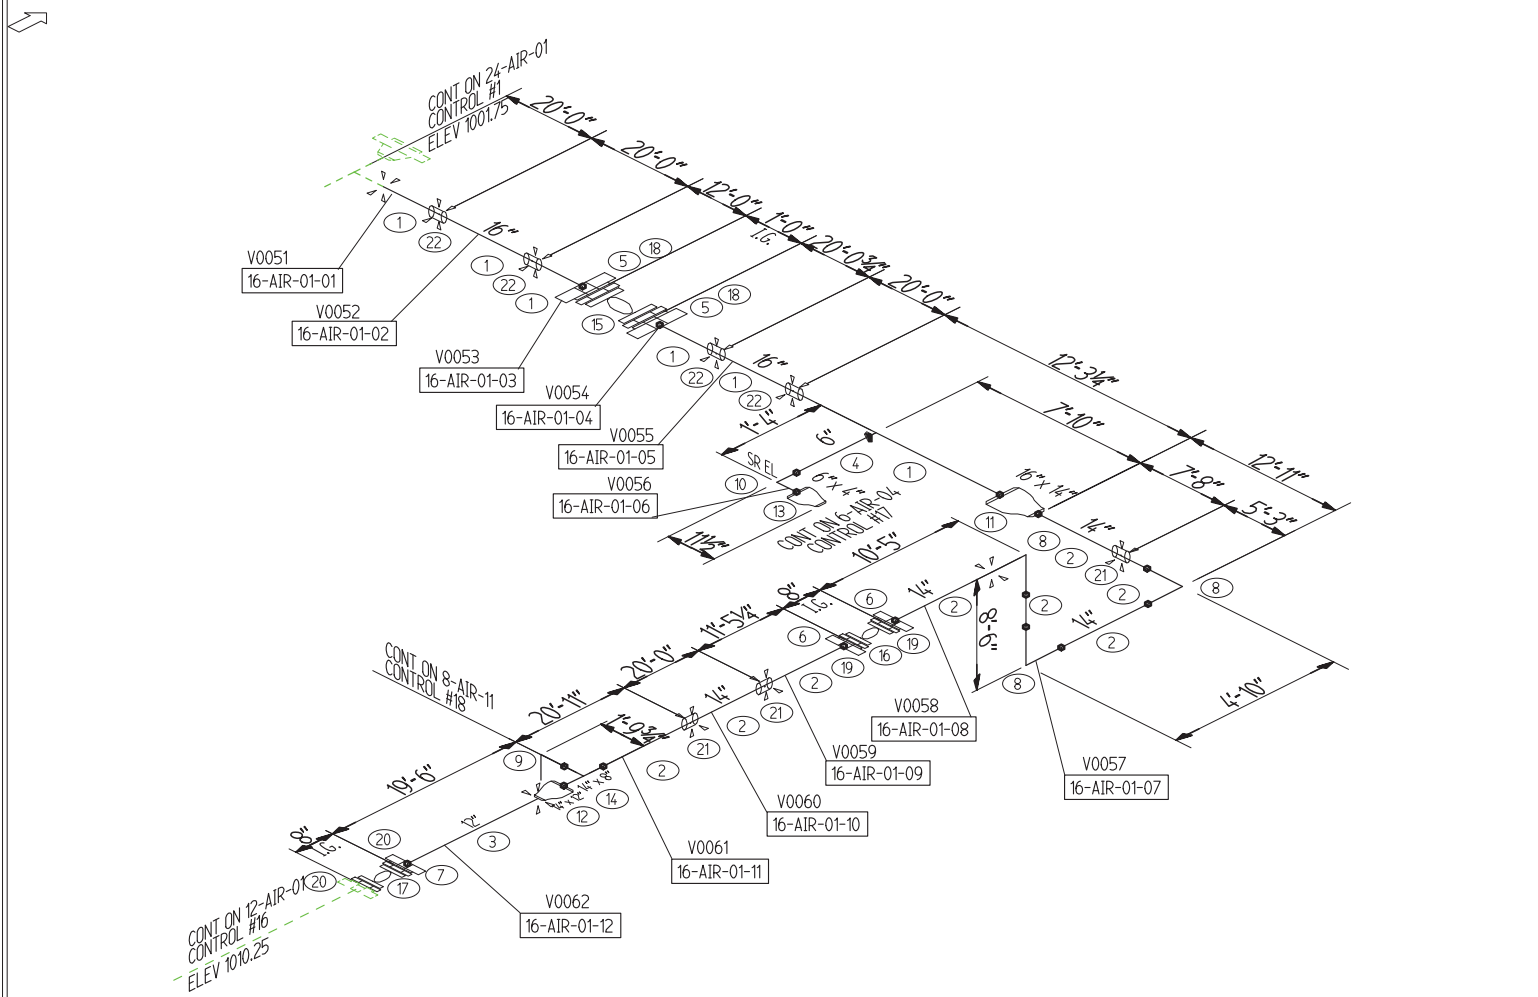 CONT ON 24-AIR-01
CONTROL #1
ELEV 1001.75
20'-0"
20'-0"
12'-0"
1'-0"
I.G.
20'-0¾"
20'-0"
12'-3¼"
7'-10"
12'-11"
7'-8"
5'-3"
1
22
16"
1
22
1
5
18
15
5
18
1
22
16"
1
22
V0051
16-AIR-01-01
V0052
16-AIR-01-02
V0053
16-AIR-01-03
V0054
16-AIR-01-04
V0055
16-AIR-01-05
V0056
16-AIR-01-06
1'-4"
6"
4
1
SR EL
10
6" X 4"
13
CONT ON 6-AIR-04
CONTROL #17
11½"
16" X 14"
11
8
14"
2
21
2
8
10'-5"
8"
I.G.
11'-5¼"
20'-0"
20'-11"
1'-9¾"
19'-6"
8"
I.G.
6
14"
2
8'-6"
2
14"
2
8
4'-10"
6
19
16
19
2
14"
21
2
21
2
CONT ON 8-AIR-11
CONTROL #18
9
14" X 12"
14" X 8"
14
12
12"
3
20
7
17
20
V0057
16-AIR-01-07
V0058
16-AIR-01-08
V0059
16-AIR-01-09
V0060
16-AIR-01-10
V0061
16-AIR-01-11
V0062
16-AIR-01-12
CONT ON 12-AIR-01
CONTROL #16
ELEV 1010.25